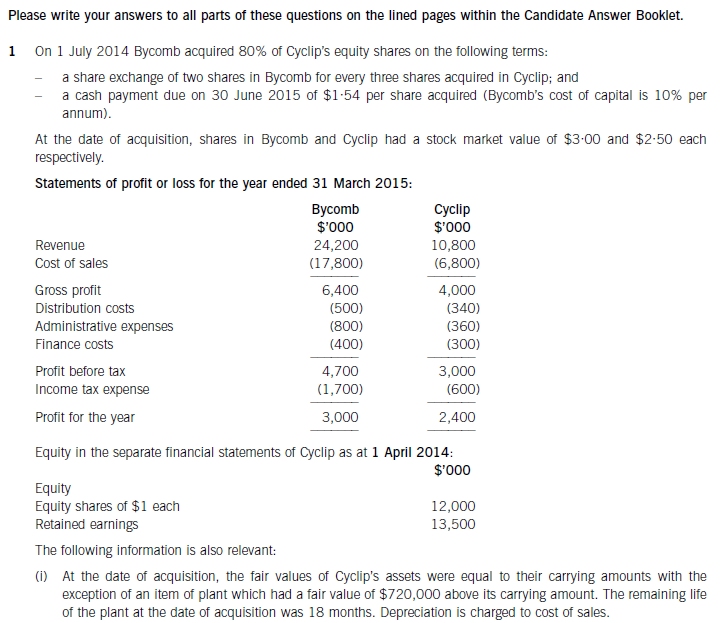 Please write your answers to all parts of these questions on the lined pages within the Candidate Answer Booklet.
1 On 1 July 2014 Bycomb acquired 80% of Cyclip's equity shares on the following terms:
– a share exchange of two shares in Bycomb for every three shares acquired in Cyclip; and
– a cash payment due on 30 June 2015 of $1·54 per share acquired (Bycomb's cost of capital is 10% per
annum).
At the date of acquisition, shares in Bycomb and Cyclip had a stock market value of $3·00 and $2·50 each
respectively.
Statements of profit or loss for the year ended 31 March 2015:
Bycomb Cyclip
$'000 $'000
Revenue 24,200 10,800
Cost of sales (17,800) (6,800)
Gross profit 6,400 4,000
Distribution costs (500) (340)
Administrative expenses (800) (360)
Finance costs (400) (300)
Profit before tax 4,700 3,000
Income tax expense (1,700) (600)
Profit for the year 3,000 2,400
Equity in the separate financial statements of Cyclip as at 1 April 2014:
$'000
Equity
Equity shares of $1 each 12,000
Retained earnings 13,500
The following information is also relevant:
(i) At the date of acquisition, the fair values of Cyclip's assets were equal to their carrying amounts with the
exception of an item of plant which had a fair value of $720,000 above its carrying amount. The remaining life
of the plant at the date of acquisition was 18 months. Depreciation is charged to cost of sales.